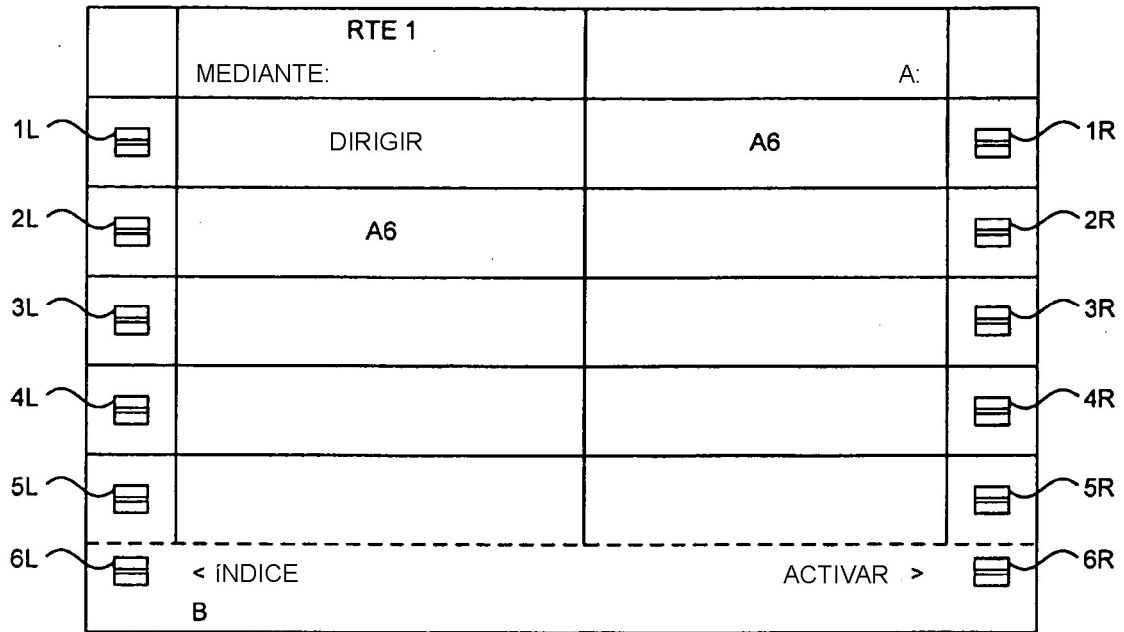 RTE 1
MEDIANTE: A:
1L DIRIGIR A6 1R
2L A6 2R
3L 3R
4L 4R
5L 5R
6L < íNDICE ACTIVAR > 6R
B